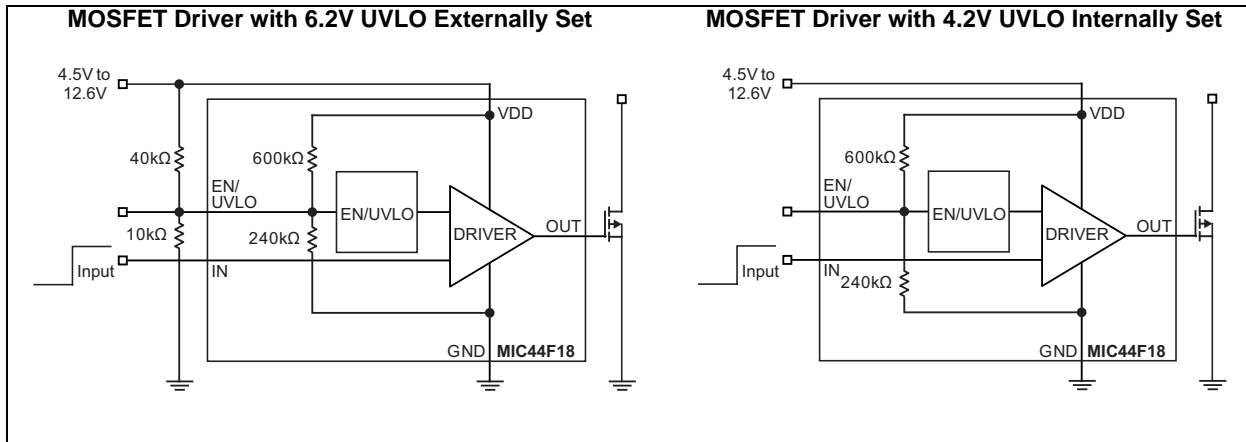 MOSFET Driver with 6.2V UVLO Externally Set
4.5V to
12.6V
VDD
40kΩ
600kΩ
EN/
UVLO
EN/UVLO
10kΩ
240kΩ
DRIVER
OUT
Input
IN
GND MIC44F18
MOSFET Driver with 4.2V UVLO Internally Set
4.5V to
12.6V
VDD
600kΩ
EN/
UVLO
EN/UVLO
DRIVER
OUT
Input
IN
240kΩ
GND MIC44F18